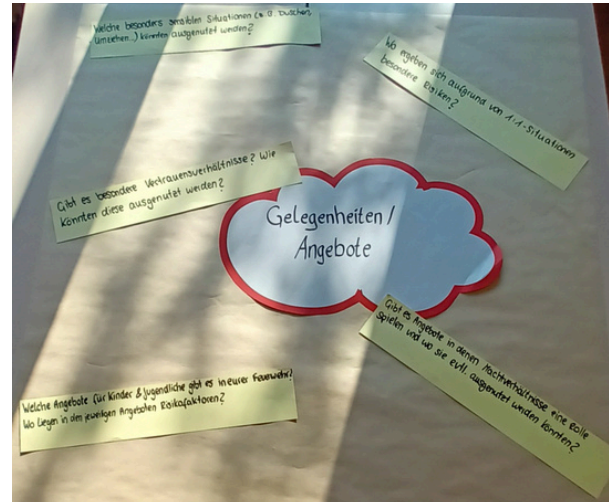 Welche besonders sensiblen Situationen (z.B. Duschen,
Umziehen...) könnten ausgenutzt werden?
Wo ergeben sich aufgrund von 1:1-Situationen
besondere Risiken?
Gibt es besondere Vertrauensverhältnisse? Wie
könnten diese ausgenutzt werden?
Gelegenheiten /
Angebote
Gibt es Angebote in denen Machtverhältnisse eine Rolle
spielen und wo sie evtl. ausgenutzt werden könnten?
Welche Angebote für Kinder & Jugendliche gibt es in eurer Feuerwehr?
Wo liegen in den jeweiligen Angeboten Risikofaktoren?